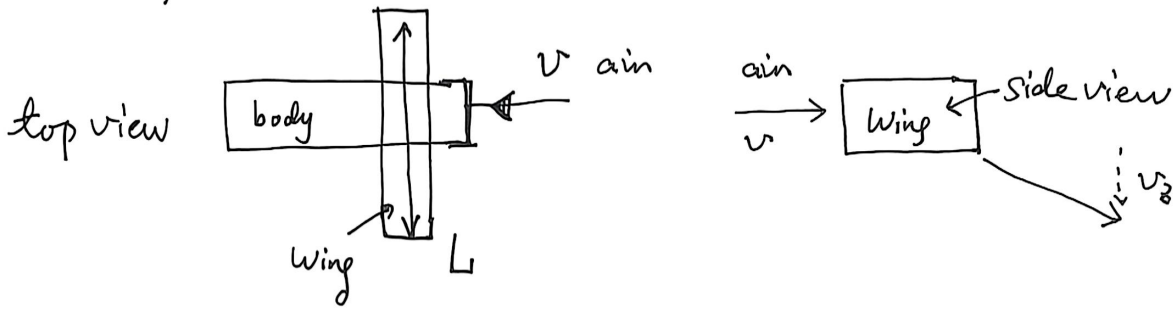 top view
body
v air
wing
L
air
v
wing
side view
v_z